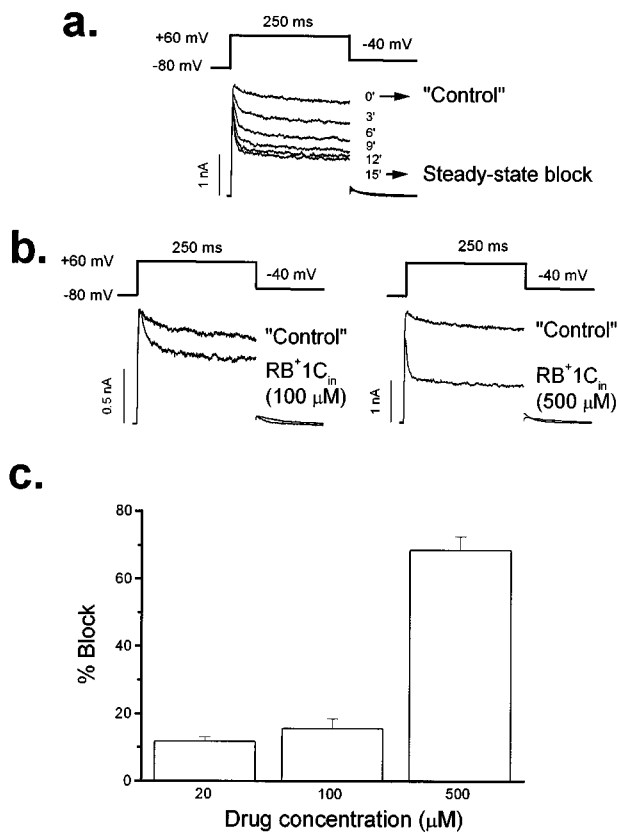 a.
250 ms
+60 mV
-40 mV
-80 mV
0' "Control"
3'
6'
9'
12'
15' Steady-state block
1 nA
b.
250 ms
+60 mV
-40 mV
-80 mV
"Control"
RB+1Cin
(100 μM)
0.5 nA
250 ms
-40 mV
"Control"
RB+1Cin
(500 μM)
1 nA
c.
80
60
40
20
0
% Block
20 100 500
Drug concentration (μM)